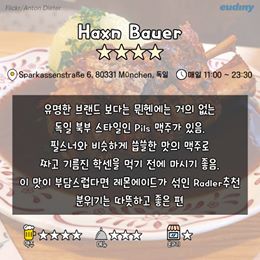 Flickr/Anton Dieter
eudmy
Haxn Bauer
Sparkassenstraße 6, 80331 München, 독일
매일 11:00 ~ 23:30
유명한 브랜드 보다는 뮌헨에는 거의 없는
독일 북부 스타일인 Pils 맥주가 있음.
필스너와 비슷하게 씁쓸한 맛의 맥주로
짜고 기름진 학센을 먹기 전에 마시기 좋음.
이 맛이 부담스럽다면 레몬에이드가 섞인 Radler추천
분위기는 따뜻하고 좋은 편
맥주
메뉴